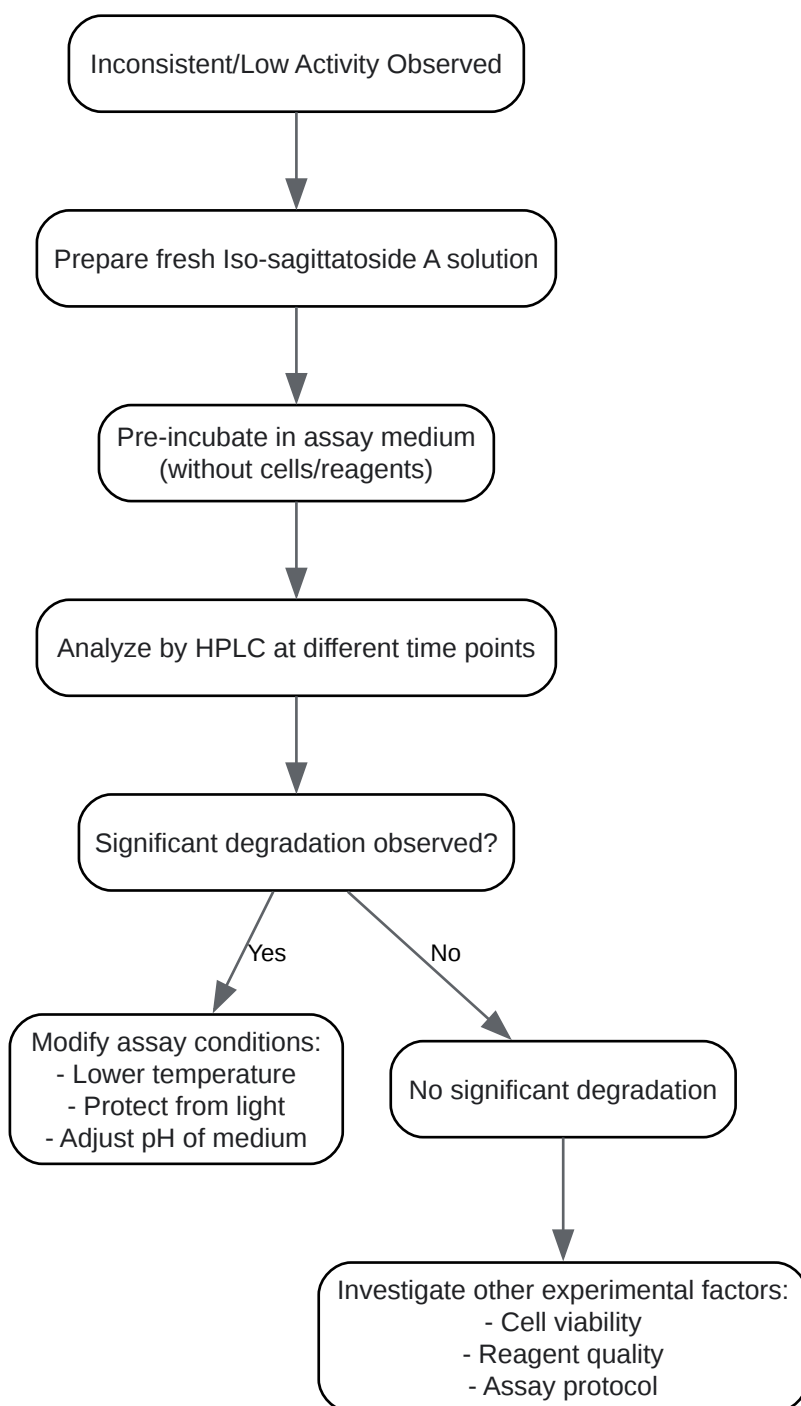 Inconsistent/Low Activity Observed
Prepare fresh Iso-sagittatoside A solution
Pre-incubate in assay medium
(without cells/reagents)
Analyze by HPLC at different time points
Significant degradation observed?
Yes
No
Modify assay conditions:
- Lower temperature
- Protect from light
- Adjust pH of medium
No significant degradation
Investigate other experimental factors:
- Cell viability
- Reagent quality
- Assay protocol